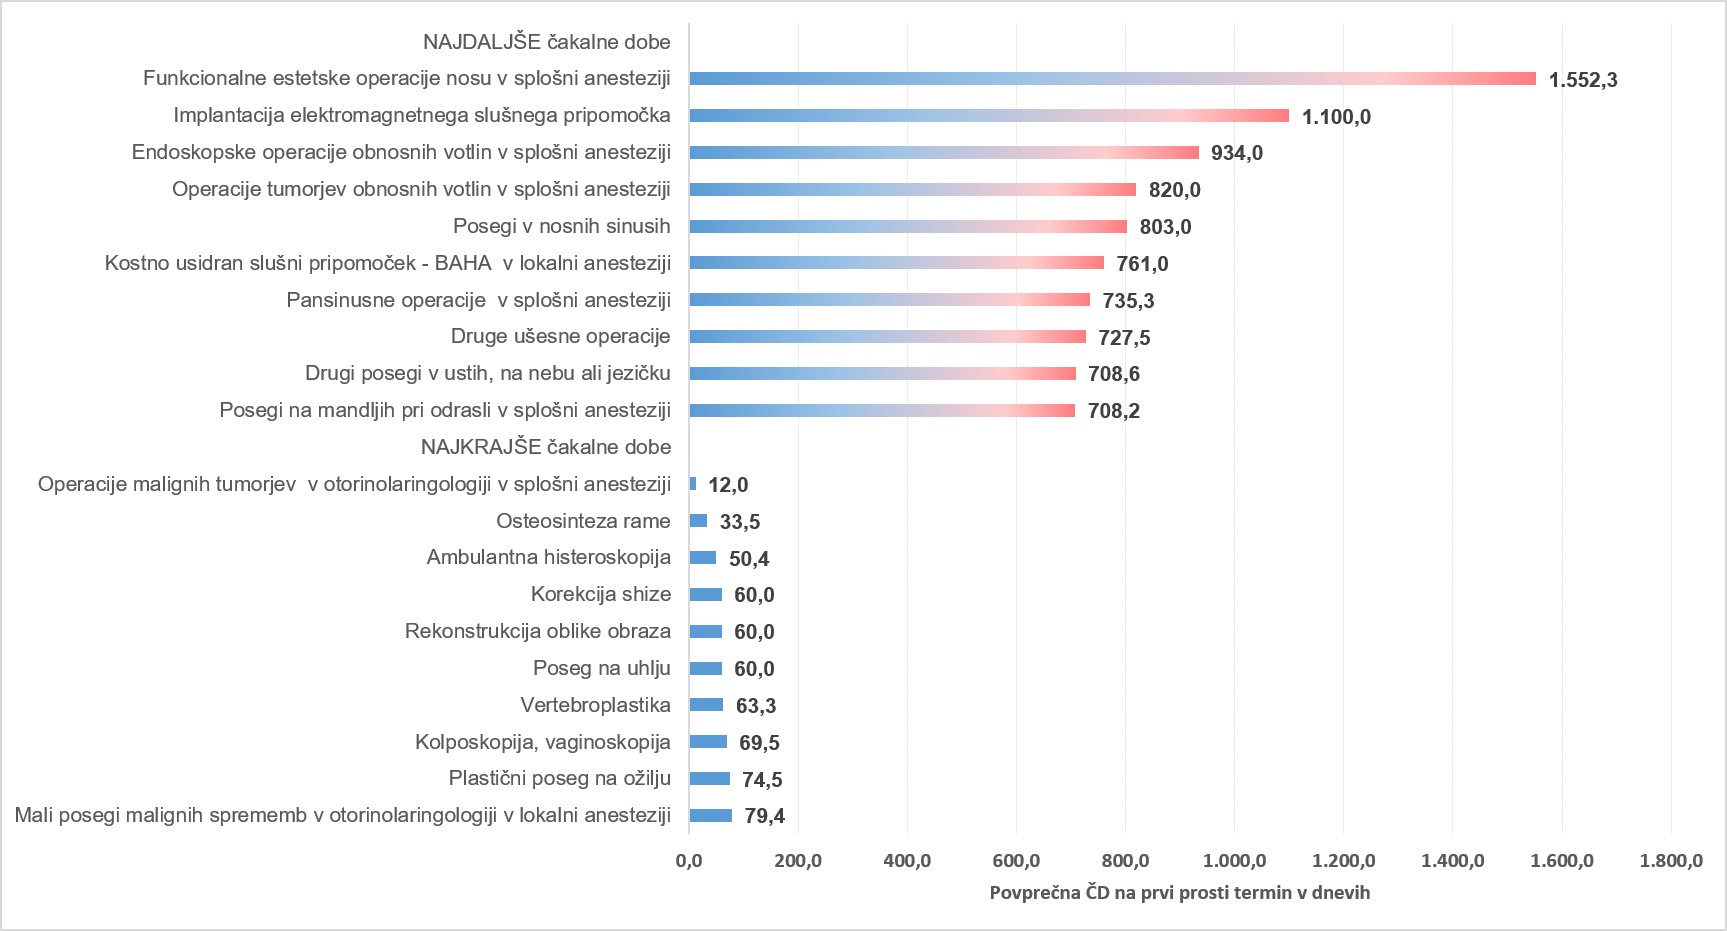 NAJDALJŠE čakalne dobe
Funkcionalne estetske operacije nosu v splošni anesteziji 1.552,3
Implantacija elektromagnetnega slušnega pripomočka 1.100,0
Endoskopske operacije obnosnih votlin v splošni anesteziji 934,0
Operacije tumorjev obnosnih votlin v splošni anesteziji 820,0
Posegi v nosnih sinusih 803,0
Kostno usidran slušni pripomoček - BAHA  v lokalni anesteziji 761,0
Pansinusne operacije  v splošni anesteziji 735,3
Druge ušesne operacije 727,5
Drugi posegi v ustih, na nebu ali jezičku 708,6
Posegi na mandljih pri odrasli v splošni anesteziji 708,2
NAJKRAJŠE čakalne dobe
Operacije malignih tumorjev  v otorinolaringologiji v splošni anesteziji 12,0
Osteosinteza rame 33,5
Ambulantna histeroskopija 50,4
Korekcija shize 60,0
Rekonstrukcija oblike obraza 60,0
Poseg na uhlju 60,0
Vertebroplastika 63,3
Kolposkopija, vaginoskopija 69,5
Plastični poseg na ožilju 74,5
Mali posegi malignih sprememb v otorinolaringologiji v lokalni anesteziji 79,4
0,0 200,0 400,0 600,0 800,0 1.000,0 1.200,0 1.400,0 1.600,0 1.800,0
Povprečna ČD na prvi prosti termin v dnevih